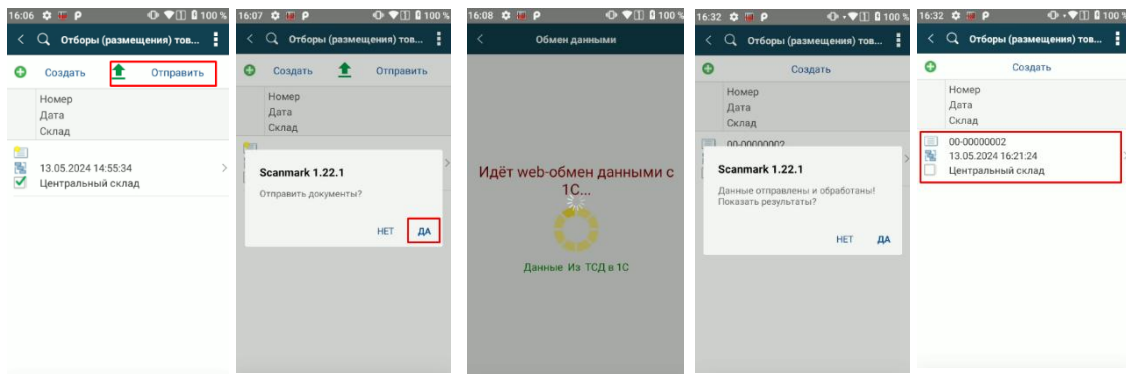 16:06 100 %
Отборы (размещения) тов...
Создать Отправить
Номер
Дата
Склад
13.05.2024 14:55:34
Центральный склад
16:07 100 %
Отборы (размещения) тов...
Создать Отправить
Номер
Дата
Склад
Scanmark 1.22.1
Отправить документы?
НЕТ ДА
16:08 100 %
Обмен данными
Идёт web-обмен данными с
1С...
Данные Из ТСД в 1С
16:32 100 %
Отборы (размещения) тов...
Создать
Номер
Дата
Склад
00-00000002
Scanmark 1.22.1
Данные отправлены и обработаны!
Показать результаты?
НЕТ ДА
16:32 100 %
Отборы (размещения) тов...
Создать
Номер
Дата
Склад
00-00000002
13.05.2024 16:21:24
Центральный склад